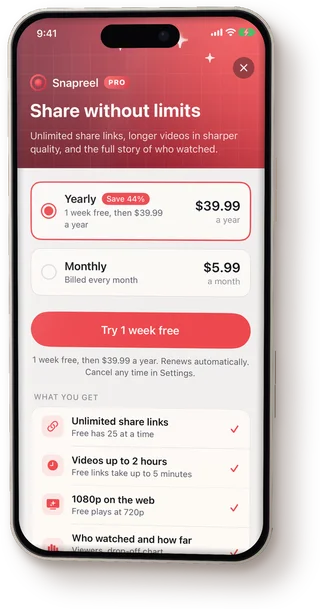 9:41
Snapreel PRO
Share without limits
Unlimited share links, longer videos in sharper
quality, and the full story of who watched.
Yearly Save 44%
1 week free, then $39.99
a year
$39.99
a year
Monthly
Billed every month
$5.99
a month
Try 1 week free
1 week free, then $39.99 a year. Renews automatically.
Cancel any time in Settings.
WHAT YOU GET
Unlimited share links
Free has 25 at a time
Videos up to 2 hours
Free links take up to 5 minutes
1080p on the web
Free plays at 720p
Who watched and how far
Viewers, drop-off chart